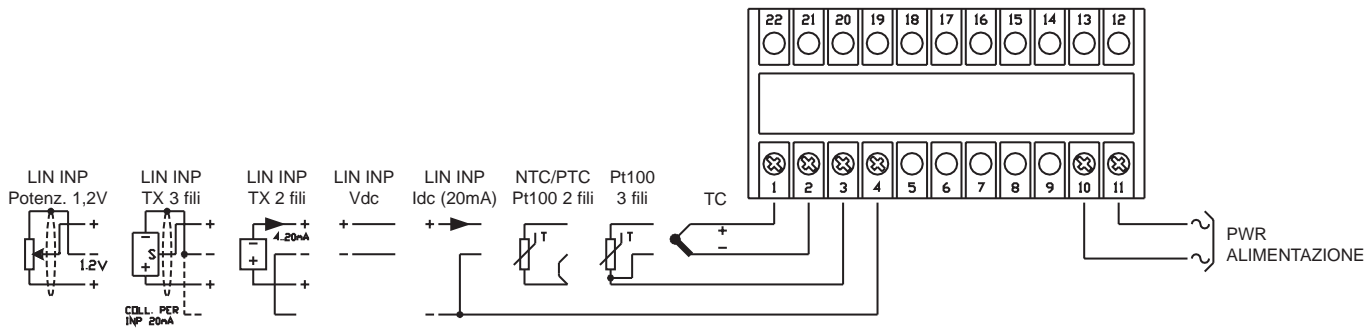 22 21 20 19 18 17 16 15 14 13 12
1 2 3 4 5 6 7 8 9 10 11
LIN INP
Potenz. 1,2V
+
–
1.2V
+
LIN INP
TX 3 fili
–
S
+
+
–
+
–
COLL. PER
INP 20mA
LIN INP
TX 2 fili
–
+
4..20mA
+
–
+
–
LIN INP
Vdc
+
–
LIN INP
Idc (20mA)
+
–
NTC/PTC
Pt100 2 fili
T
Pt100
3 fili
T
TC
+
–
PWR
ALIMENTAZIONE